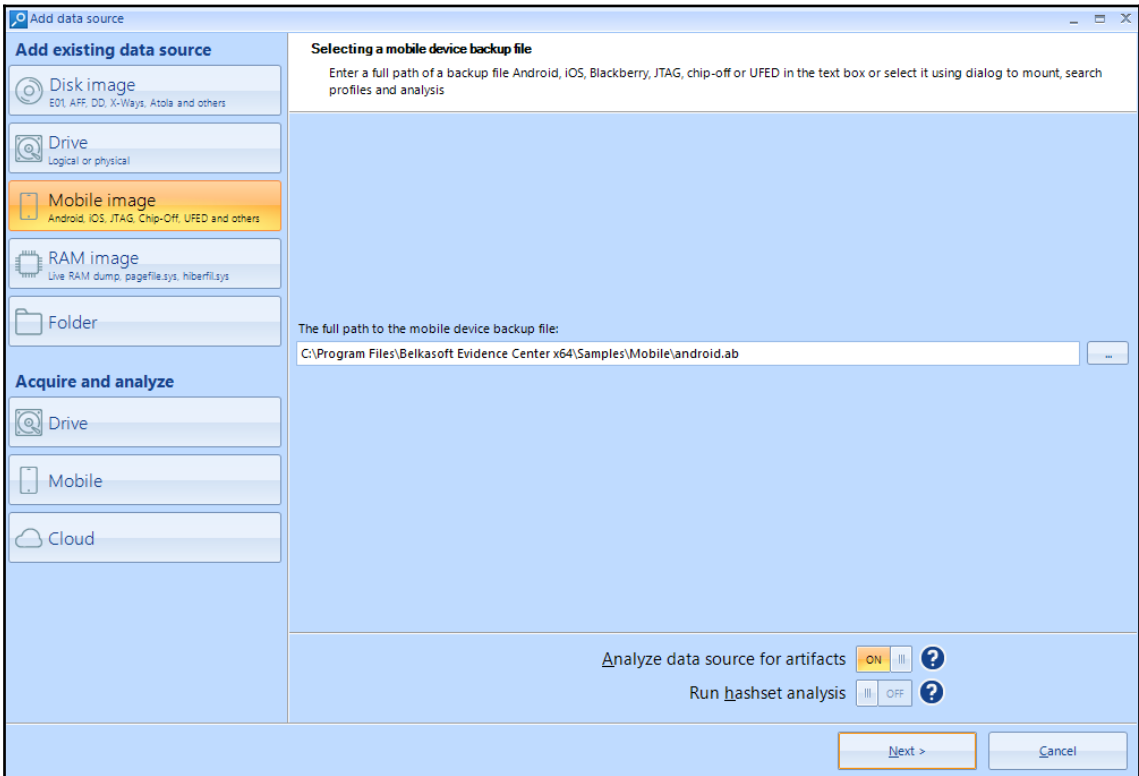 Add data source
Add existing data source
Disk image
E01, AFF, DD, X-Ways, Atola and others
Drive
Logical or physical
Mobile image
Android, iOS, JTAG, Chip-Off, UFED and others
RAM image
Live RAM dump, pagefile.sys, hiberfil.sys
Folder
Acquire and analyze
Drive
Mobile
Cloud
Selecting a mobile device backup file
Enter a full path of a backup file Android, iOS, Blackberry, JTAG, chip-off or UFED in the text box or select it using dialog to mount, search
profiles and analysis
The full path to the mobile device backup file:
C:\Program Files\Belkasoft Evidence Center x64\Samples\Mobile\android.ab
...
Analyze data source for artifacts ON ?
Run hashset analysis OFF ?
Next > Cancel